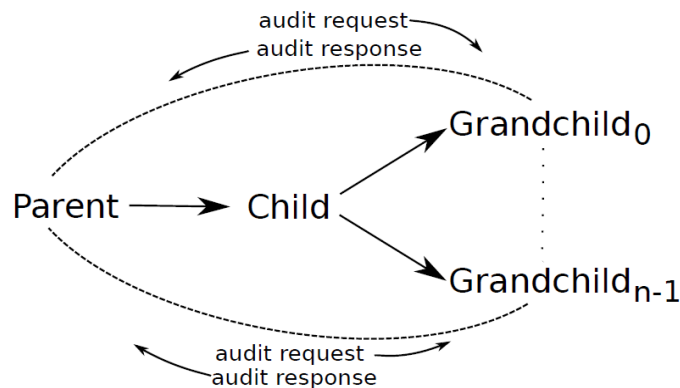 audit request
audit response
Grandchild0
Parent
Child
Grandchildn-1
audit request
audit response